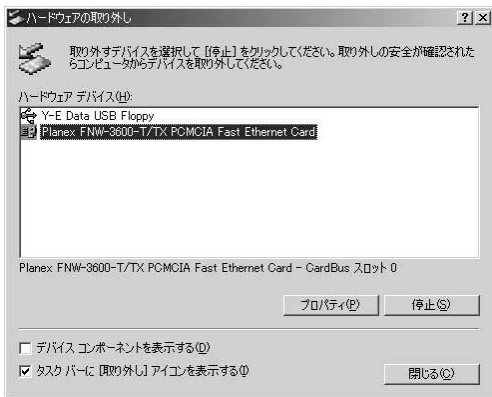 ハードウェアの取り外し
取り外すデバイスを選択して [停止] をクリックしてください。取り外しの安全が確認された
らコンピュータからデバイスを取り外してください。
ハードウェア デバイス(H):
Y-E Data USB Floppy
Planex FNW-3600-T/TX PCMCIA Fast Ethernet Card
Planex FNW-3600-T/TX PCMCIA Fast Ethernet Card - CardBus スロット 0
プロパティ(P)
停止(S)
デバイス コンポーネントを表示する(D)
タスク バーに [取り外し] アイコンを表示する(T)
閉じる(C)